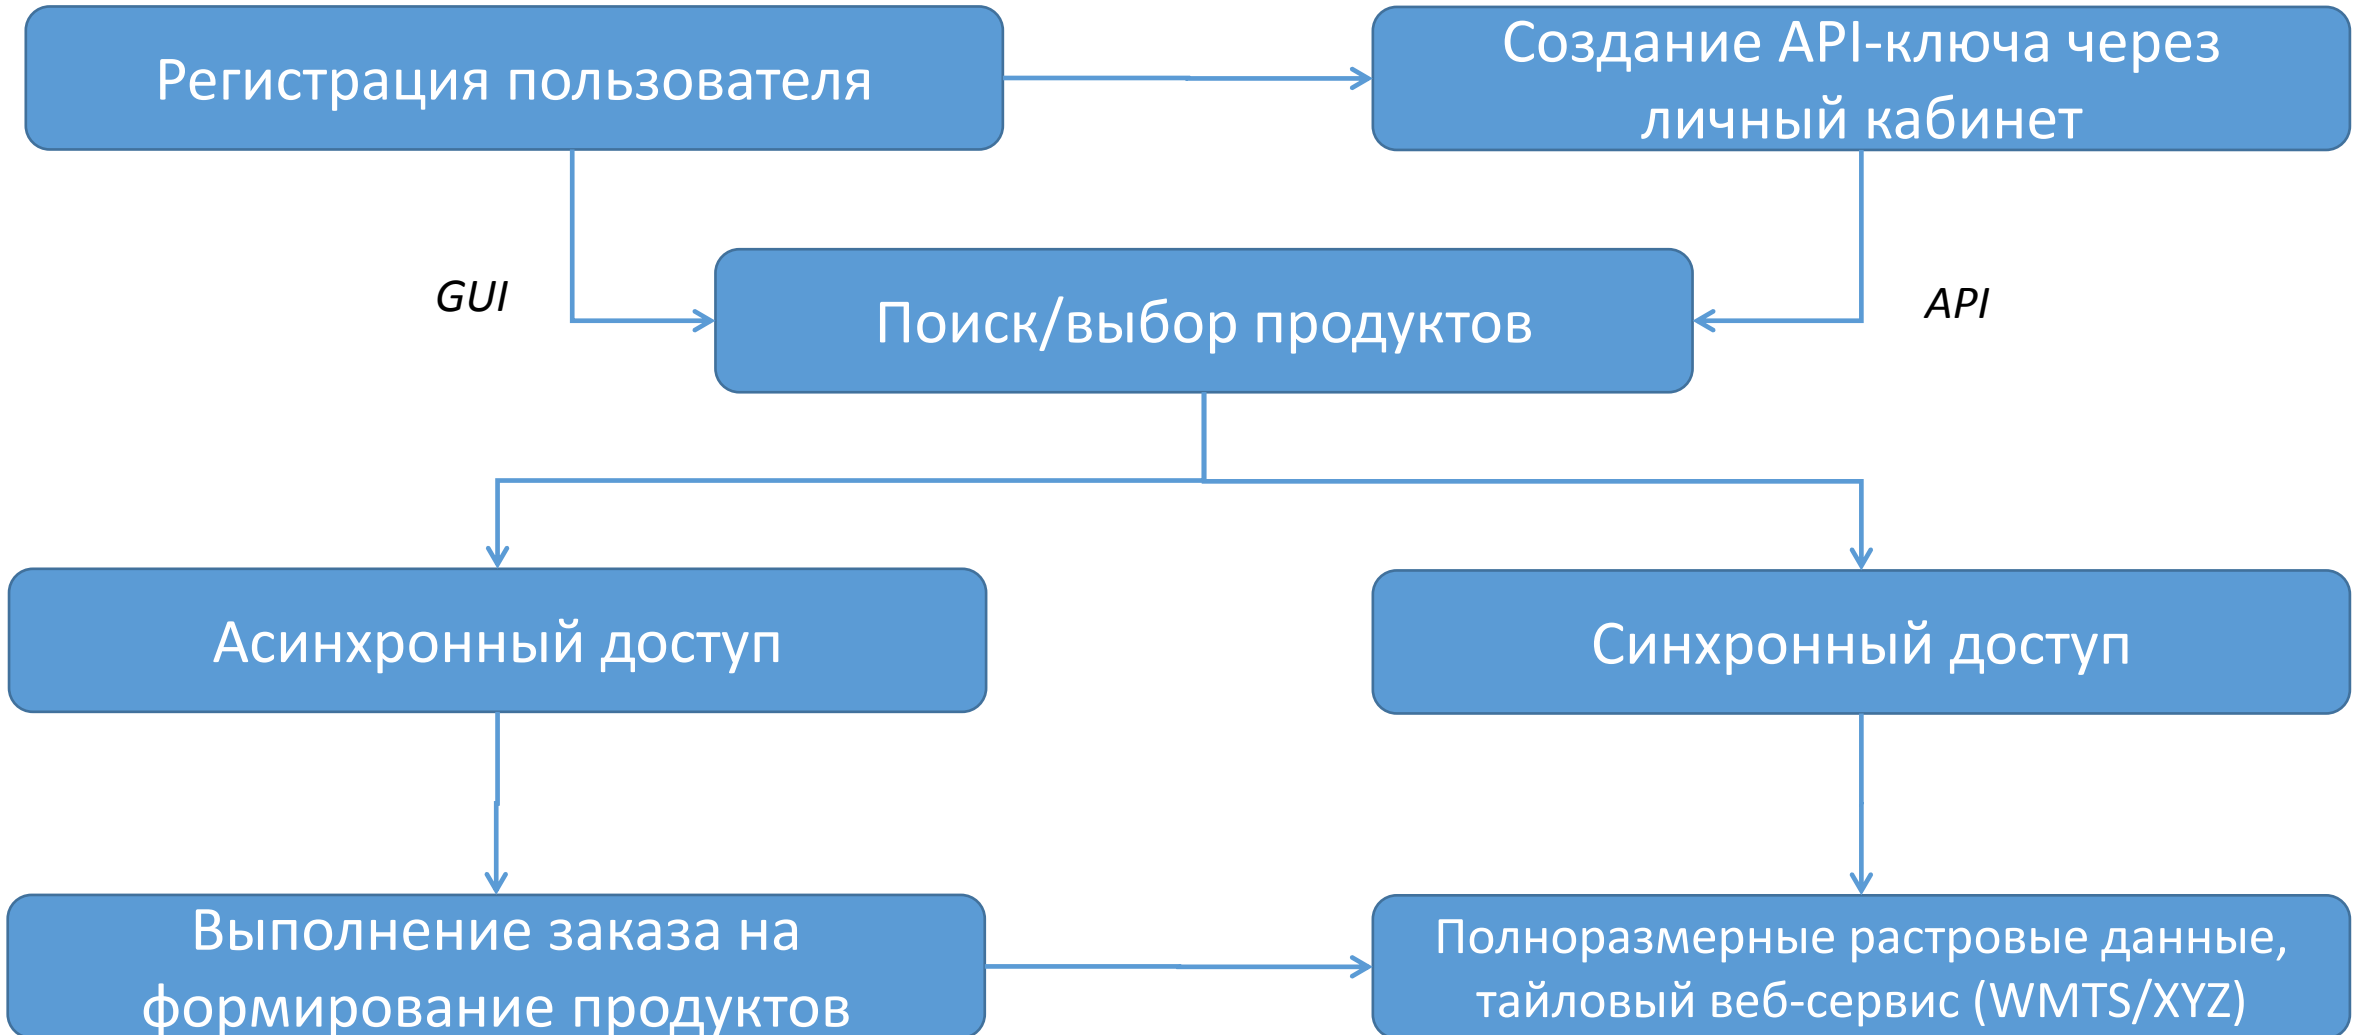 Регистрация пользователя
Создание API-ключа через
личный кабинет
GUI
Поиск/выбор продуктов
API
Асинхронный доступ
Синхронный доступ
Выполнение заказа на
формирование продуктов
Полноразмерные растровые данные,
тайловый веб-сервис (WMTS/XYZ)